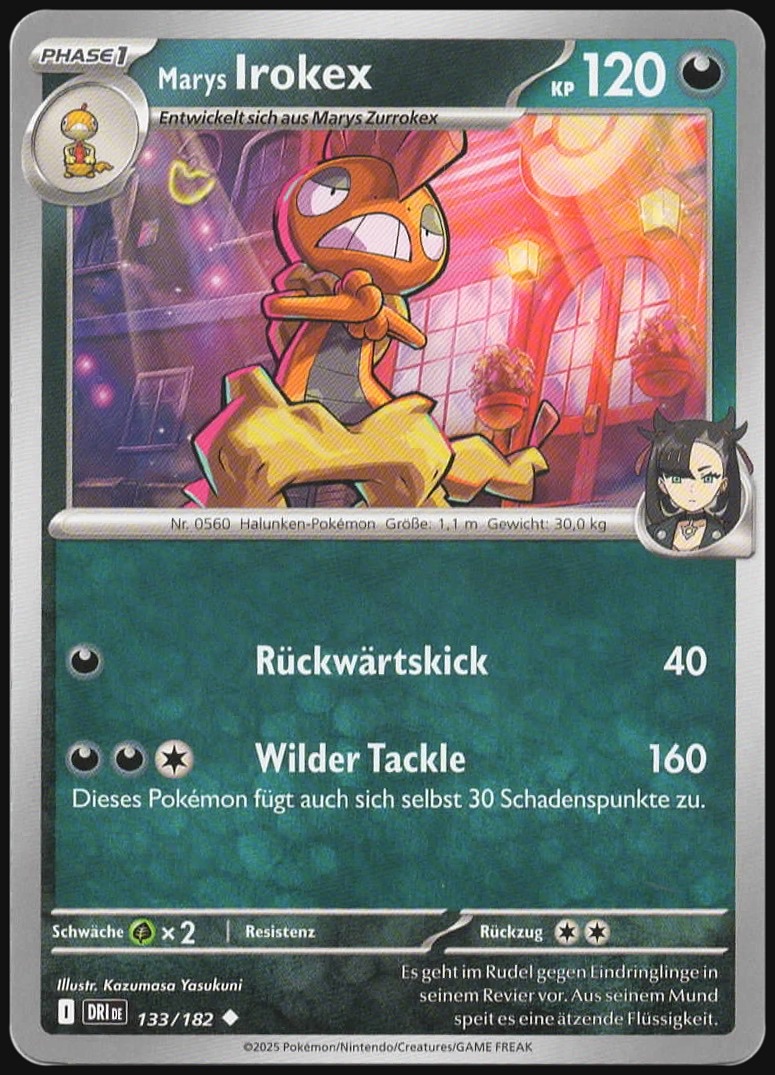 PHASE 1
Marys Irokex
KP 120
Entwickelt sich aus Marys Zurrokex
Nr. 0560 Halunken-Pokémon Größe: 1,1 m Gewicht: 30,0 kg
Rückwärtskick 40
Wilder Tackle 160
Dieses Pokémon fügt auch sich selbst 30 Schadenspunkte zu.
Schwäche × 2 Resistenz Rückzug
Illustr. Kazumasa Yasukuni
Es geht im Rudel gegen Eindringlinge in
seinem Revier vor. Aus seinem Mund
speit es eine ätzende Flüssigkeit.
I DRI DE 133/182
©2025 Pokémon/Nintendo/Creatures/GAME FREAK